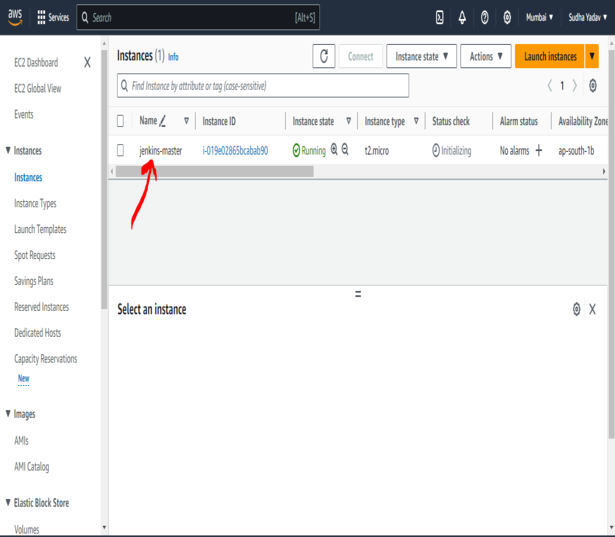 aws Services Search [Alt+S] Mumbai Sudha Yadav
EC2 Dashboard X
EC2 Global View
Events
Instances
Instances
Instance Types
Launch Templates
Spot Requests
Savings Plans
Reserved Instances
Dedicated Hosts
Capacity Reservations
New
Images
AMIs
AMI Catalog
Elastic Block Store
Volumes
Instances (1) Info Connect Instance state Actions Launch instances
Find Instance by attribute or tag (case-sensitive)
1
Name Instance ID Instance state Instance type Status check Alarm status Availability Zone
jenkins-master i-019e02865bcabab90 Running t2.micro Initializing No alarms + ap-south-1b
Select an instance